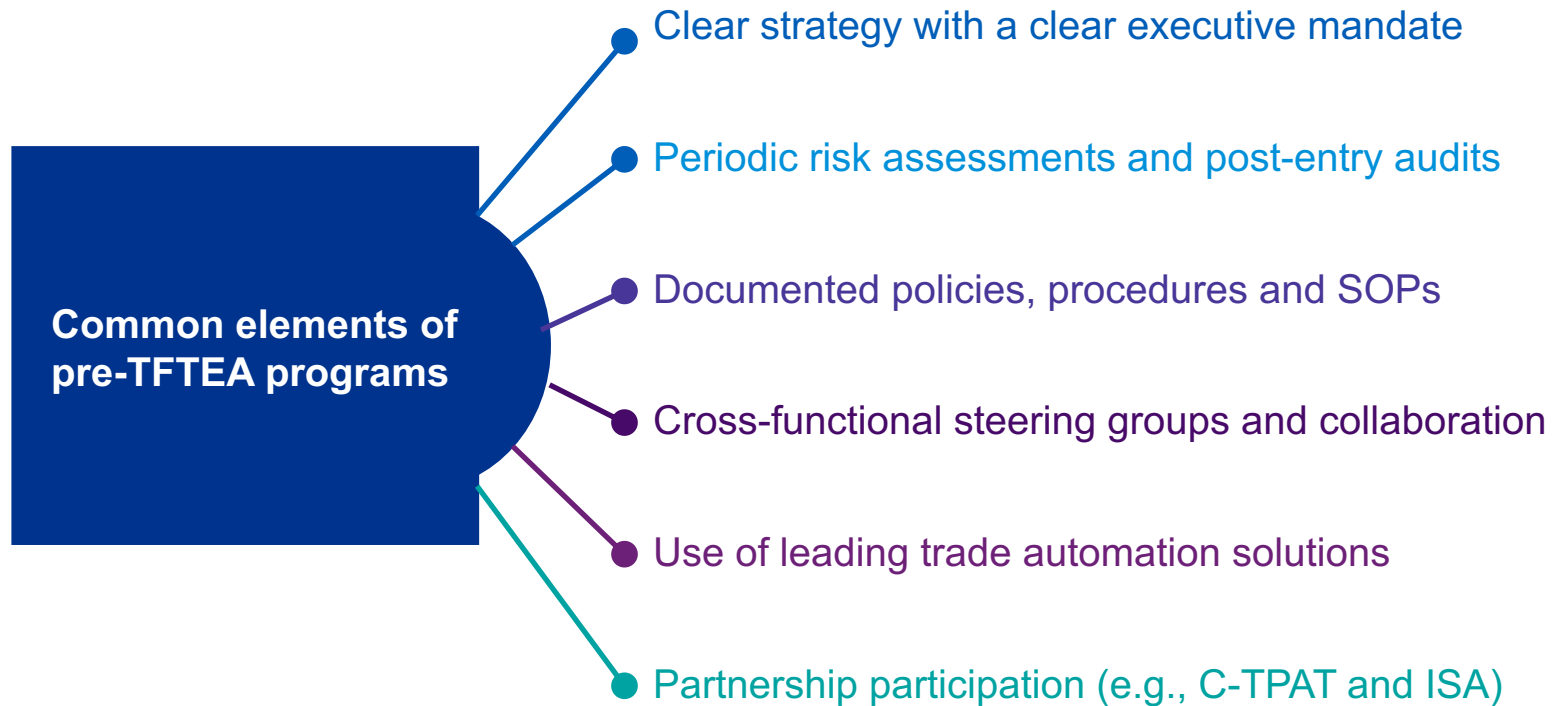 Clear strategy with a clear executive mandate
Periodic risk assessments and post-entry audits
Documented policies, procedures and SOPs
Common elements of
pre-TFTEA programs
Cross-functional steering groups and collaboration
Use of leading trade automation solutions
Partnership participation (e.g., C-TPAT and ISA)